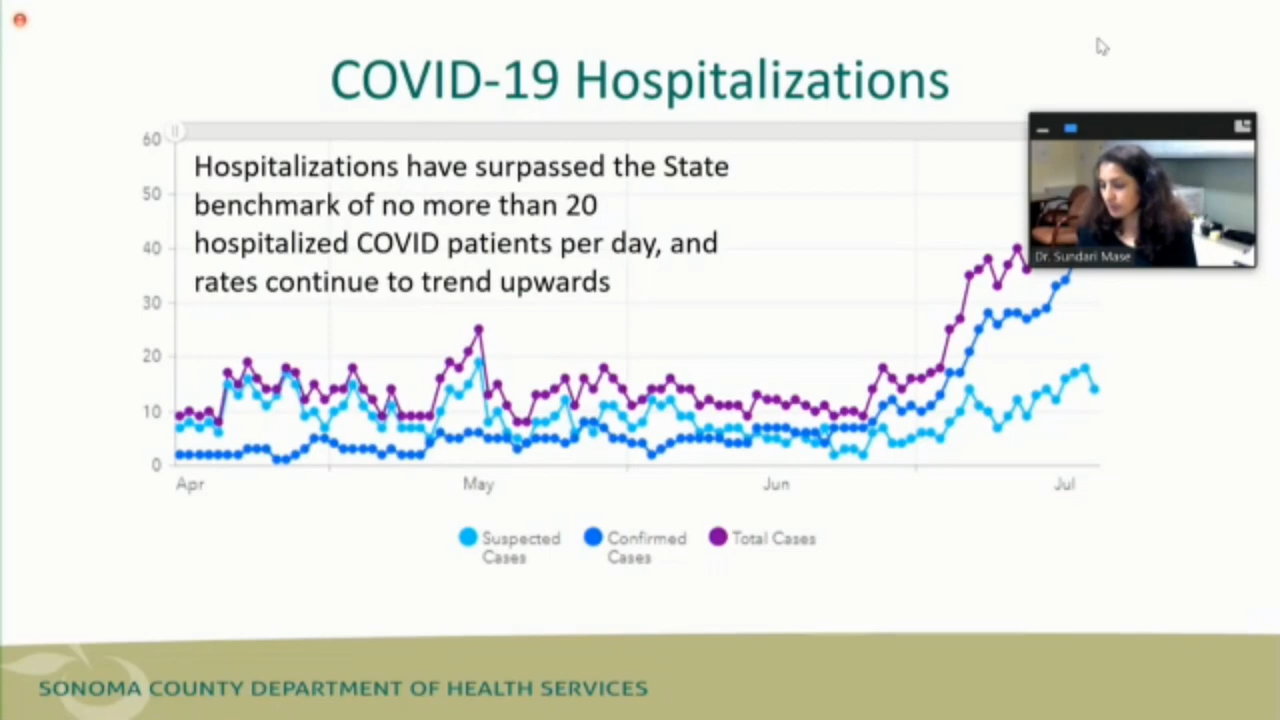 COVID-19 Hospitalizations
60
Hospitalizations have surpassed the State
benchmark of no more than 20
hospitalized COVID patients per day, and
rates continue to trend upwards
50
40
30
20
10
0
Apr
May
Jun
Jul
Suspected
Cases
Confirmed
Cases
Total Cases
Dr. Sundari Mase
SONOMA COUNTY DEPARTMENT OF HEALTH SERVICES